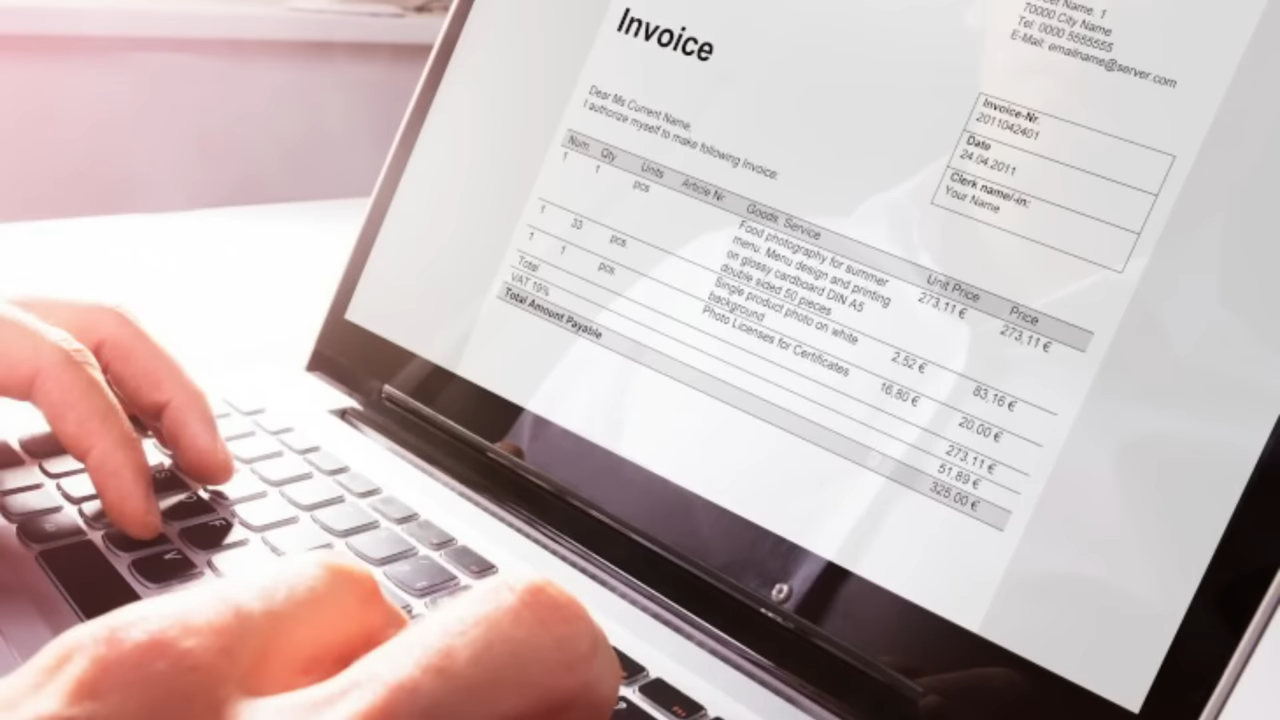 Invoice
Name. 1
70000 City Name
Tel: 0000 5555555
E-Mail: emailname@server.com
Dear Ms Current Name,
I authorize myself to make following Invoice:
Invoice-Nr.
2011042401
Date
24.04.2011
Clerk name/-in:
Your Name
Num Qty Units Article Nr Goods, Service Unit Price Price
1 1 pcs Food photography for summer 273,11 € 273,11 €
menu. Menu design and printing
on glossy cardboard DIN A5
double sided 50 pieces
1 33 pcs Single product photo on white 2,52 € 83,16 €
background
1 1 pcs. Photo Licenses for Certificates 16,80 € 20,00 €
Total 273,11 €
VAT 19% 51,89 €
Total Amount Payable 325,00 €
F
V